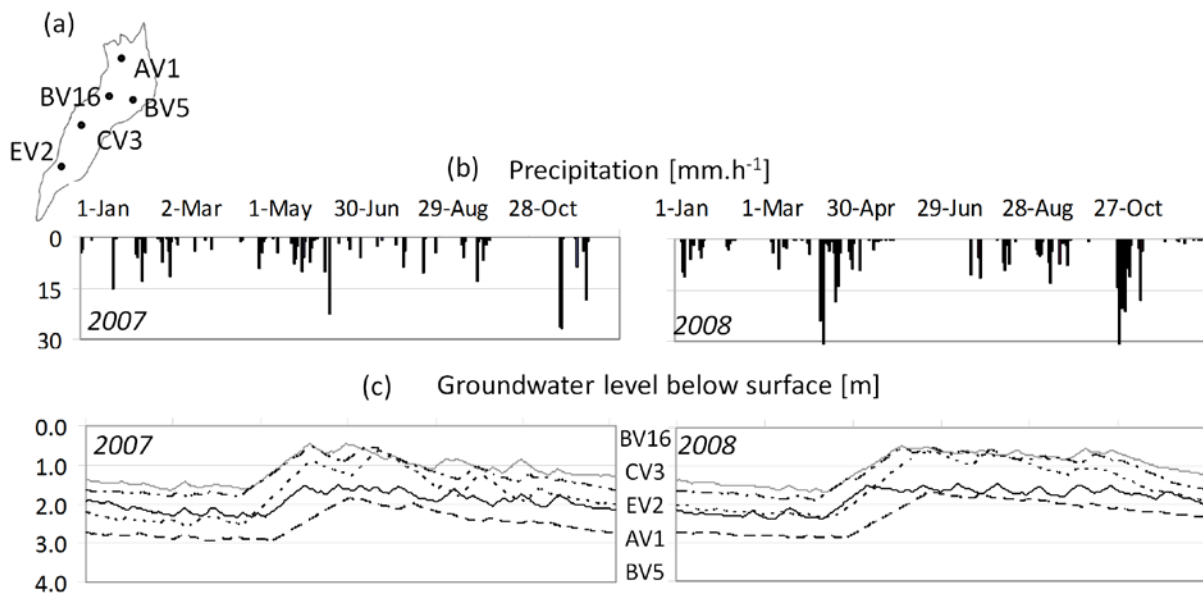 (a)
AV1
BV16
BV5
CV3
EV2
(b) Precipitation [mm.h⁻¹]
1-Jan 2-Mar 1-May 30-Jun 29-Aug 28-Oct
1-Jan 1-Mar 30-Apr 29-Jun 28-Aug 27-Oct
0
15
30
2007
2008
(c) Groundwater level below surface [m]
0.0
1.0
2.0
3.0
4.0
2007
BV16
CV3
EV2
AV1
BV5
2008